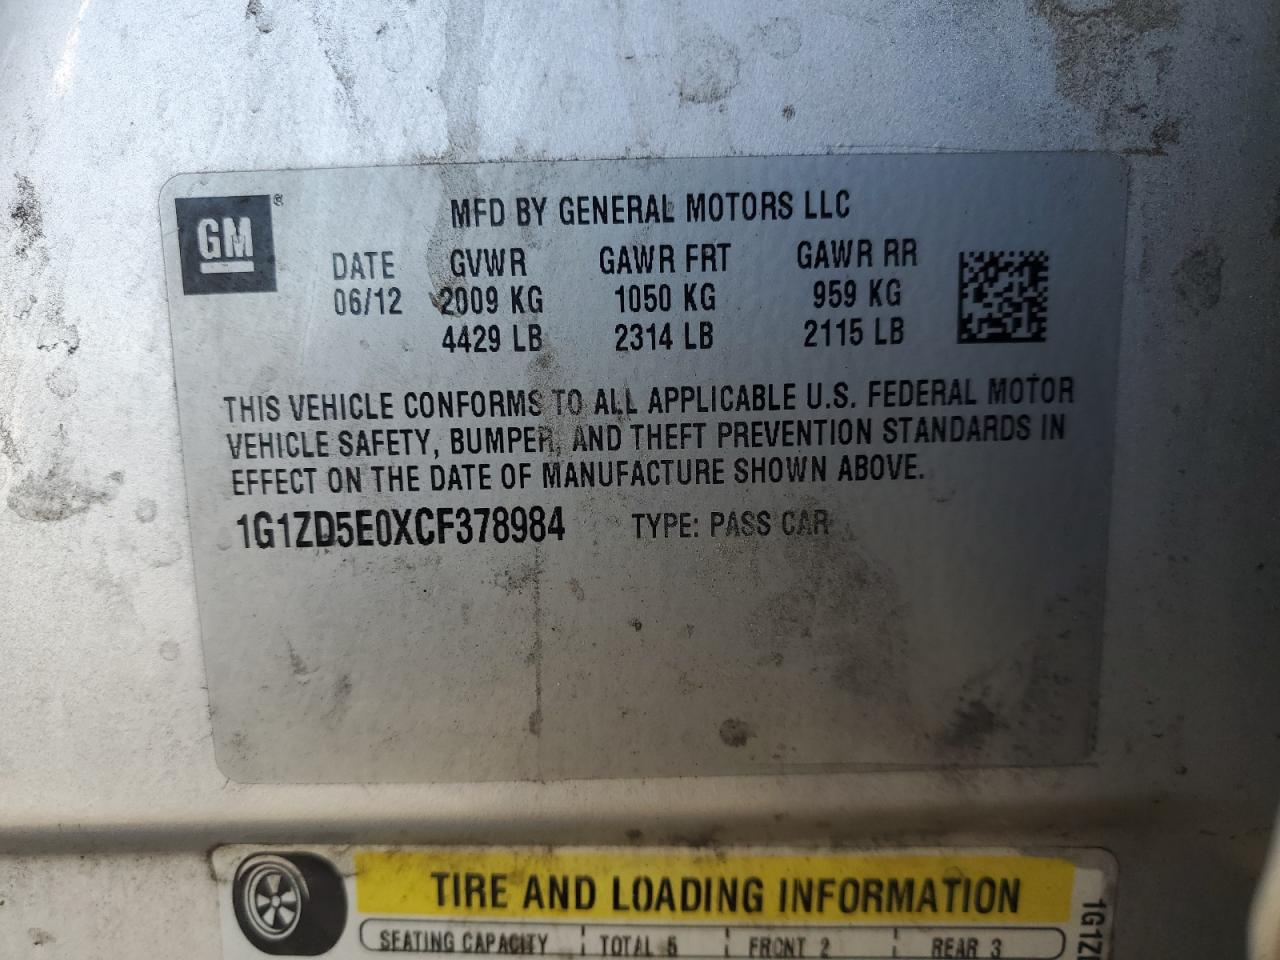 GM®
MFD BY GENERAL MOTORS LLC
DATE GVWR GAWR FRT GAWR RR
06/12 2009 KG 1050 KG 959 KG
4429 LB 2314 LB 2115 LB
THIS VEHICLE CONFORMS TO ALL APPLICABLE U.S. FEDERAL MOTOR
VEHICLE SAFETY, BUMPER, AND THEFT PREVENTION STANDARDS IN
EFFECT ON THE DATE OF MANUFACTURE SHOWN ABOVE.
1G1ZD5E0XCF378984 TYPE: PASS CAR
TIRE AND LOADING INFORMATION
SEATING CAPACITY TOTAL 5 FRONT 2 REAR 3
1G1Z